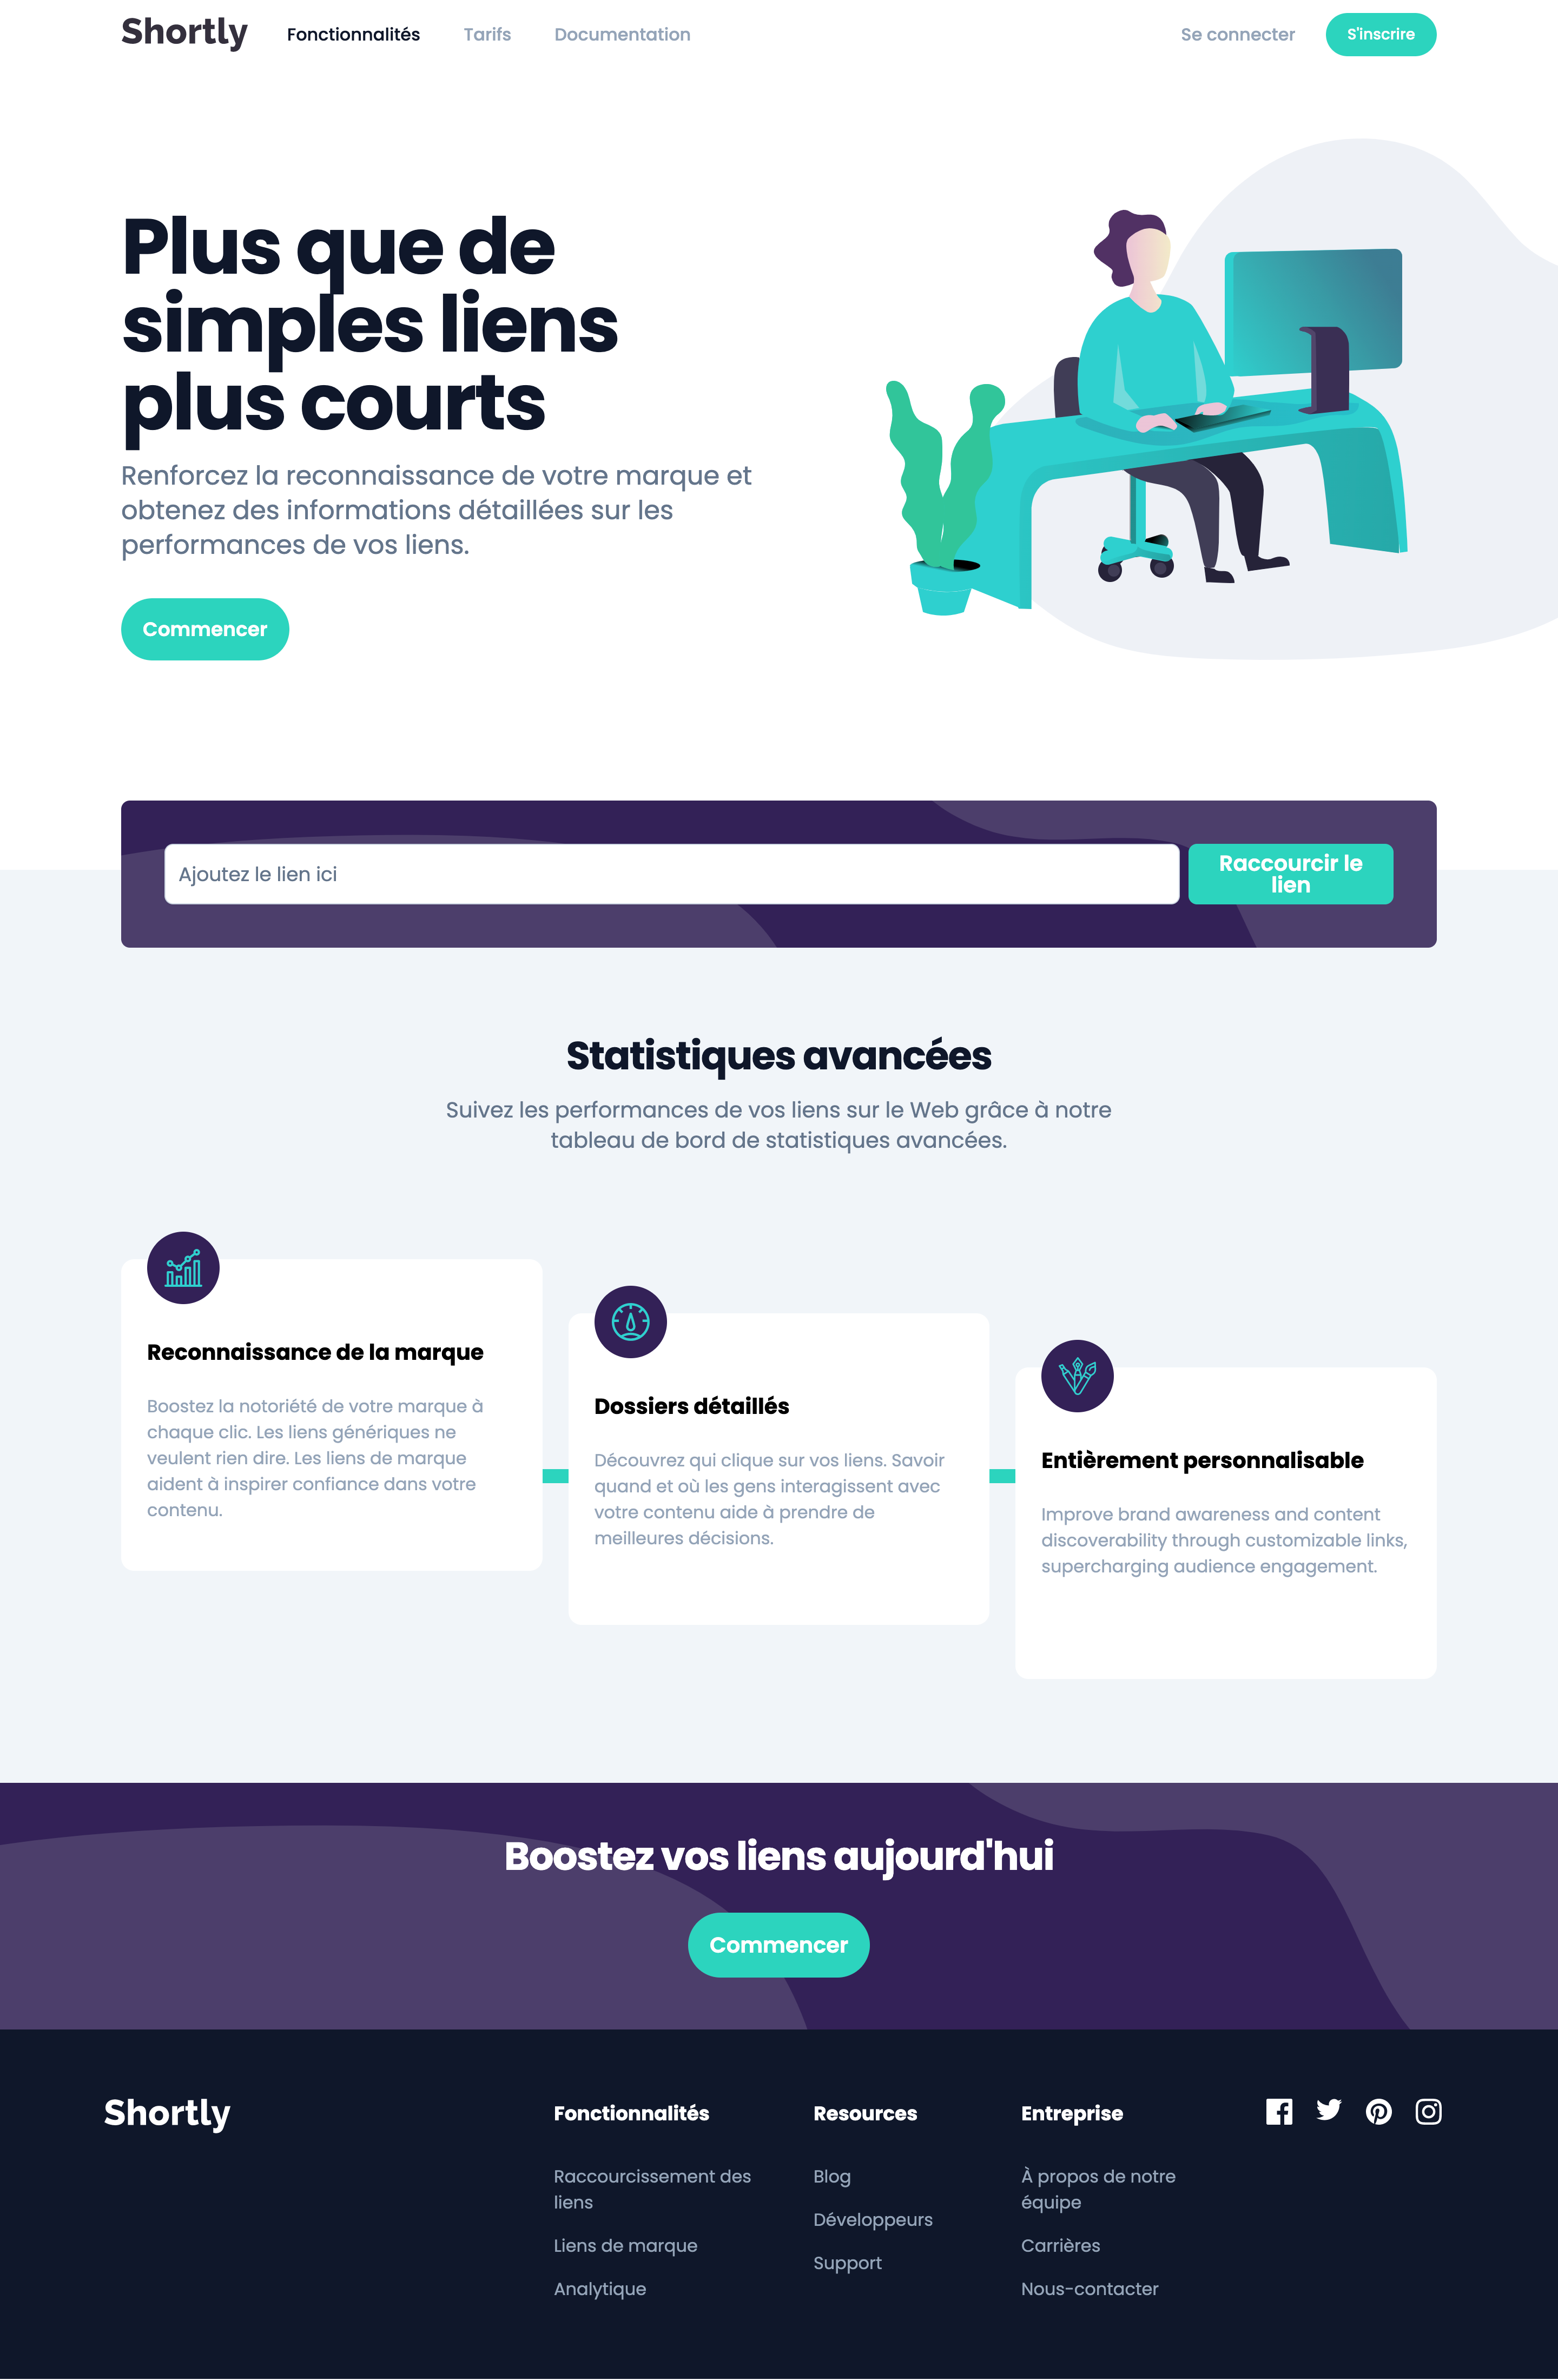 Shortly
Fonctionnalités
Tarifs
Documentation
Se connecter
S'inscrire
Plus que de
simples liens
plus courts
Renforcez la reconnaissance de votre marque et
obtenez des informations détaillées sur les
performances de vos liens.
Commencer
Ajoutez le lien ici
Raccourcir le
lien
Statistiques avancées
Suivez les performances de vos liens sur le Web grâce à notre
tableau de bord de statistiques avancées.
Reconnaissance de la marque
Boostez la notoriété de votre marque à
chaque clic. Les liens génériques ne
veulent rien dire. Les liens de marque
aident à inspirer confiance dans votre
contenu.
Dossiers détaillés
Découvrez qui clique sur vos liens. Savoir
quand et où les gens interagissent avec
votre contenu aide à prendre de
meilleures décisions.
Entièrement personnalisable
Improve brand awareness and content
discoverability through customizable links,
supercharging audience engagement.
Boostez vos liens aujourd'hui
Commencer
Shortly
Fonctionnalités
Raccourcissement des
liens
Liens de marque
Analytique
Resources
Blog
Développeurs
Support
Entreprise
À propos de notre
équipe
Carrières
Nous-contacter